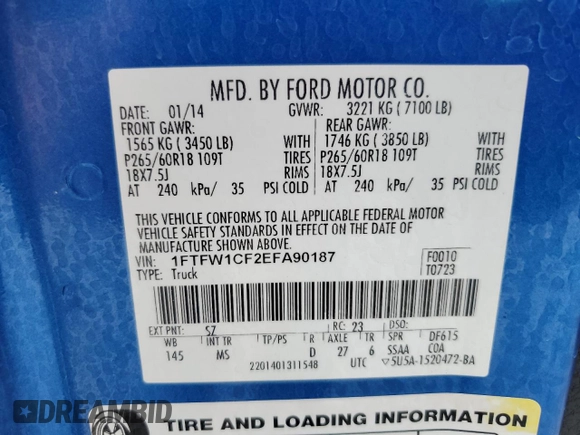 MFD. BY FORD MOTOR CO.
DATE: 01/14 GVWR: 3221 KG ( 7100 LB)
FRONT GAWR: REAR GAWR:
1565 KG ( 3450 LB) WITH 1746 KG ( 3850 LB) WITH
P265/60R18 109T TIRES P265/60R18 109T TIRES
18X7.5J RIMS 18X7.5J RIMS
AT 240 kPa/ 35 PSI COLD AT 240 kPa/ 35 PSI COLD
THIS VEHICLE CONFORMS TO ALL APPLICABLE FEDERAL MOTOR
VEHICLE SAFETY STANDARDS IN EFFECT ON THE DATE OF
MANUFACTURE SHOWN ABOVE.
VIN: 1FTFW1CF2EFA90187 F0010
TYPE: Truck T0723
EXT PNT: SZ RC: 23 DSO:
WB INT TR TP/PS R AXLE TR SPR DF615
145 MS D 27 6 SSAA COA
2201401311548 UTC 5U5A-1520472-BA
TIRE AND LOADING INFORMATION
DREAMBID